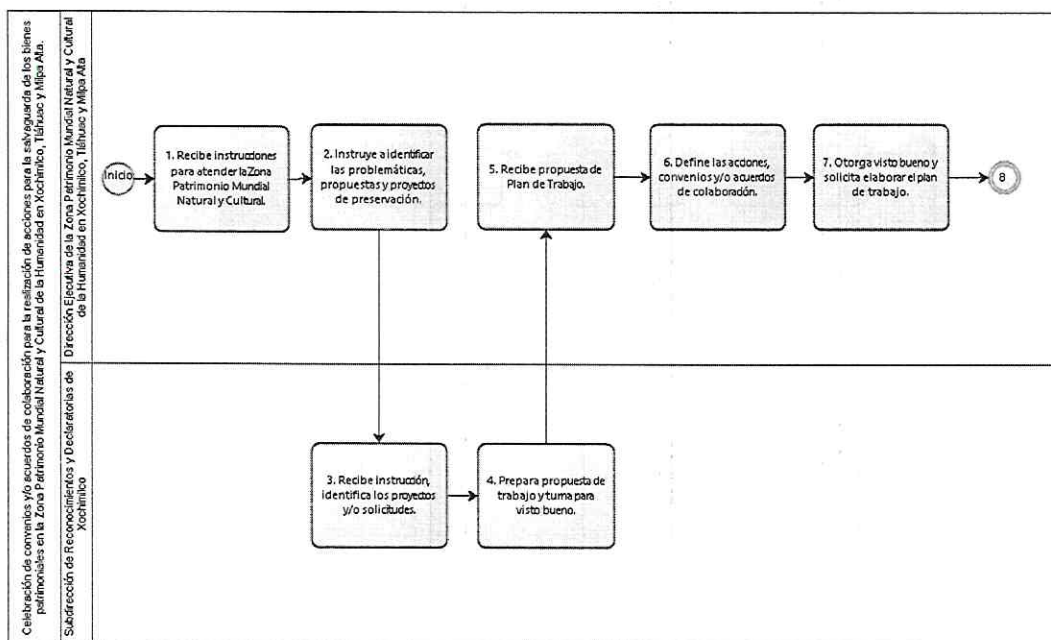 Celebración de convenios y/o acuerdos de colaboración para la realización de acciones para la salvaguarda de los bienes
patrimoniales en la Zona Patrimonio Mundial Natural y Cultural de la Humanidad en Xochimilco, Tláhuac y Milpa Alta.
Dirección Ejecutiva de la Zona Patrimonio Mundial Natural y Cultural
de la Humanidad en Xochimilco, Tláhuac y Milpa Alta
Inicio
1. Recibe instrucciones
para atender la Zona
Patrimonio Mundial
Natural y Cultural.
2. Instruye a identificar
las problemáticas,
propuestas y proyectos
de preservación.
5. Recibe propuesta de
Plan de Trabajo.
6. Define las acciones,
convenios y/o acuerdos
de colaboración.
7. Otorga visto bueno y
solicita elaborar el plan
de trabajo.
8
Subdirección de Reconocimientos y Declaratorias de
Xochimilco
3. Recibe instrucción,
identifica los proyectos
y/o solicitudes.
4. Prepara propuesta de
trabajo y turna para
visto bueno.